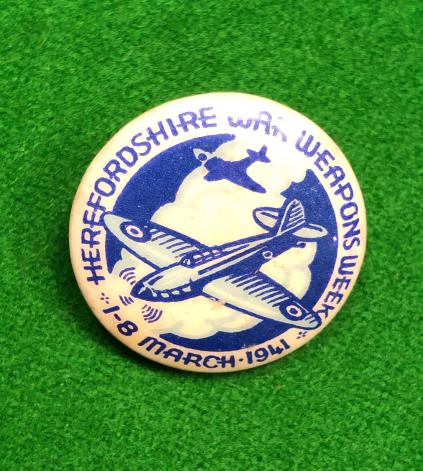 HEREFORDSHIRE WAR WEAPONS WEEK
1-8 MARCH·1941